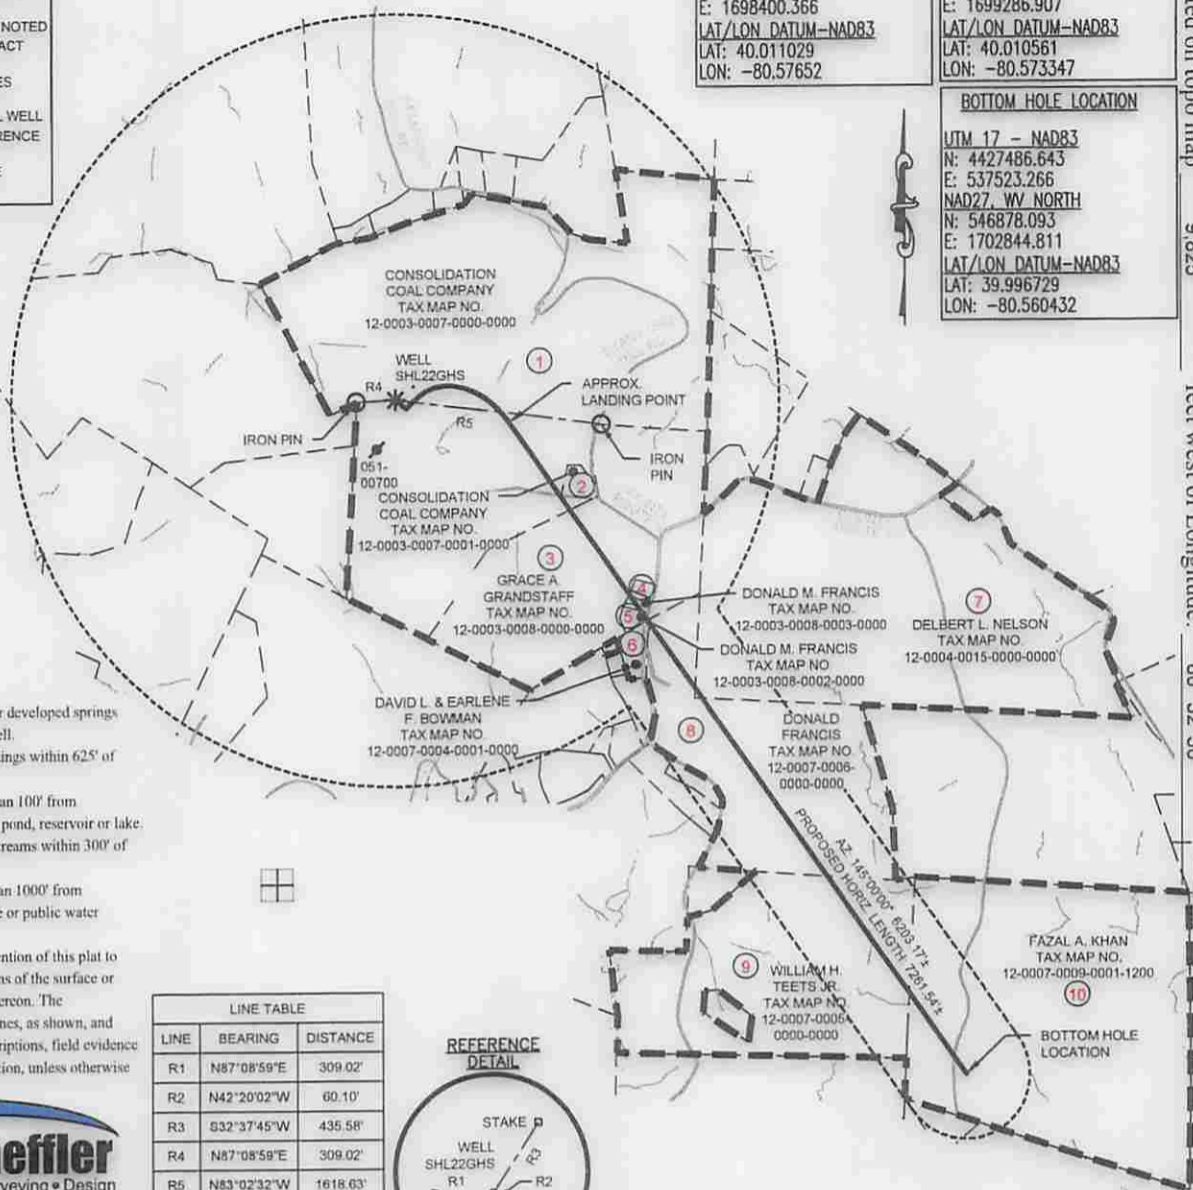 NOTED
ACT
ES
WELL
RENCE
E: 1698400.366
LAT/LON DATUM-NAD83
LAT: 40.011029
LON: -80.57652
E: 1699286.907
LAT/LON DATUM-NAD83
LAT: 40.010561
LON: -80.573347
BOTTOM HOLE LOCATION
UTM 17 - NAD83
N: 4427486.643
E: 537523.266
NAD27, WV NORTH
N: 546878.093
E: 1702844.811
LAT/LON DATUM-NAD83
LAT: 39.996729
LON: -80.560432
on topo map
9,625
feet west of Longitude:
CONSOLIDATION
COAL COMPANY
TAX MAP NO.
12-0003-0007-0000-0000
1
WELL
SHL22GHS
R4
R5
APPROX.
LANDING POINT
IRON PIN
IRON
PIN
051-
00700
CONSOLIDATION
COAL COMPANY
TAX MAP NO.
12-0003-0007-0001-0000
2
3
GRACE A.
GRANDSTAFF
TAX MAP NO.
12-0003-0008-0000-0000
4
5
6
DONALD M. FRANCIS
TAX MAP NO.
12-0003-0008-0003-0000
DONALD M. FRANCIS
TAX MAP NO
12-0003-0008-0002-0000
7
DELBERT L. NELSON
TAX MAP NO.
12-0004-0015-0000-0000
DAVID L. & EARLENE
F. BOWMAN
TAX MAP NO.
12-0007-0004-0001-0000
8
DONALD
FRANCIS
TAX MAP NO.
12-0007-0006-
0000-0000
AZ. 145°00'00" 6203.17'±
PROPOSED HORIZ. LENGTH 7261.54'±
9
WILLIAM H.
TEETS JR.
TAX MAP NO.
12-0007-0005-
0000-0000
FAZAL A. KHAN
TAX MAP NO.
12-0007-0009-0001-1200
10
BOTTOM HOLE
LOCATION
r developed springs
ell.
ings within 625' of
an 100' from
pond, reservoir or lake.
reams within 300' of
an 1000' from
e or public water
ention of this plat to
ns of the surface or
ereon. The
nes, as shown, and
riptions, field evidence
ion, unless otherwise
effler
veying • Design
LINE TABLE
LINE BEARING DISTANCE
R1 N87°08'59"E 309.02'
R2 N42°20'02"W 60.10'
R3 S32°37'45"W 435.58'
R4 N87°08'59"E 309.02'
R5 N83°02'32"W 1618.63'
REFERENCE
DETAIL
STAKE
WELL
SHL22GHS
R1
R2
R3